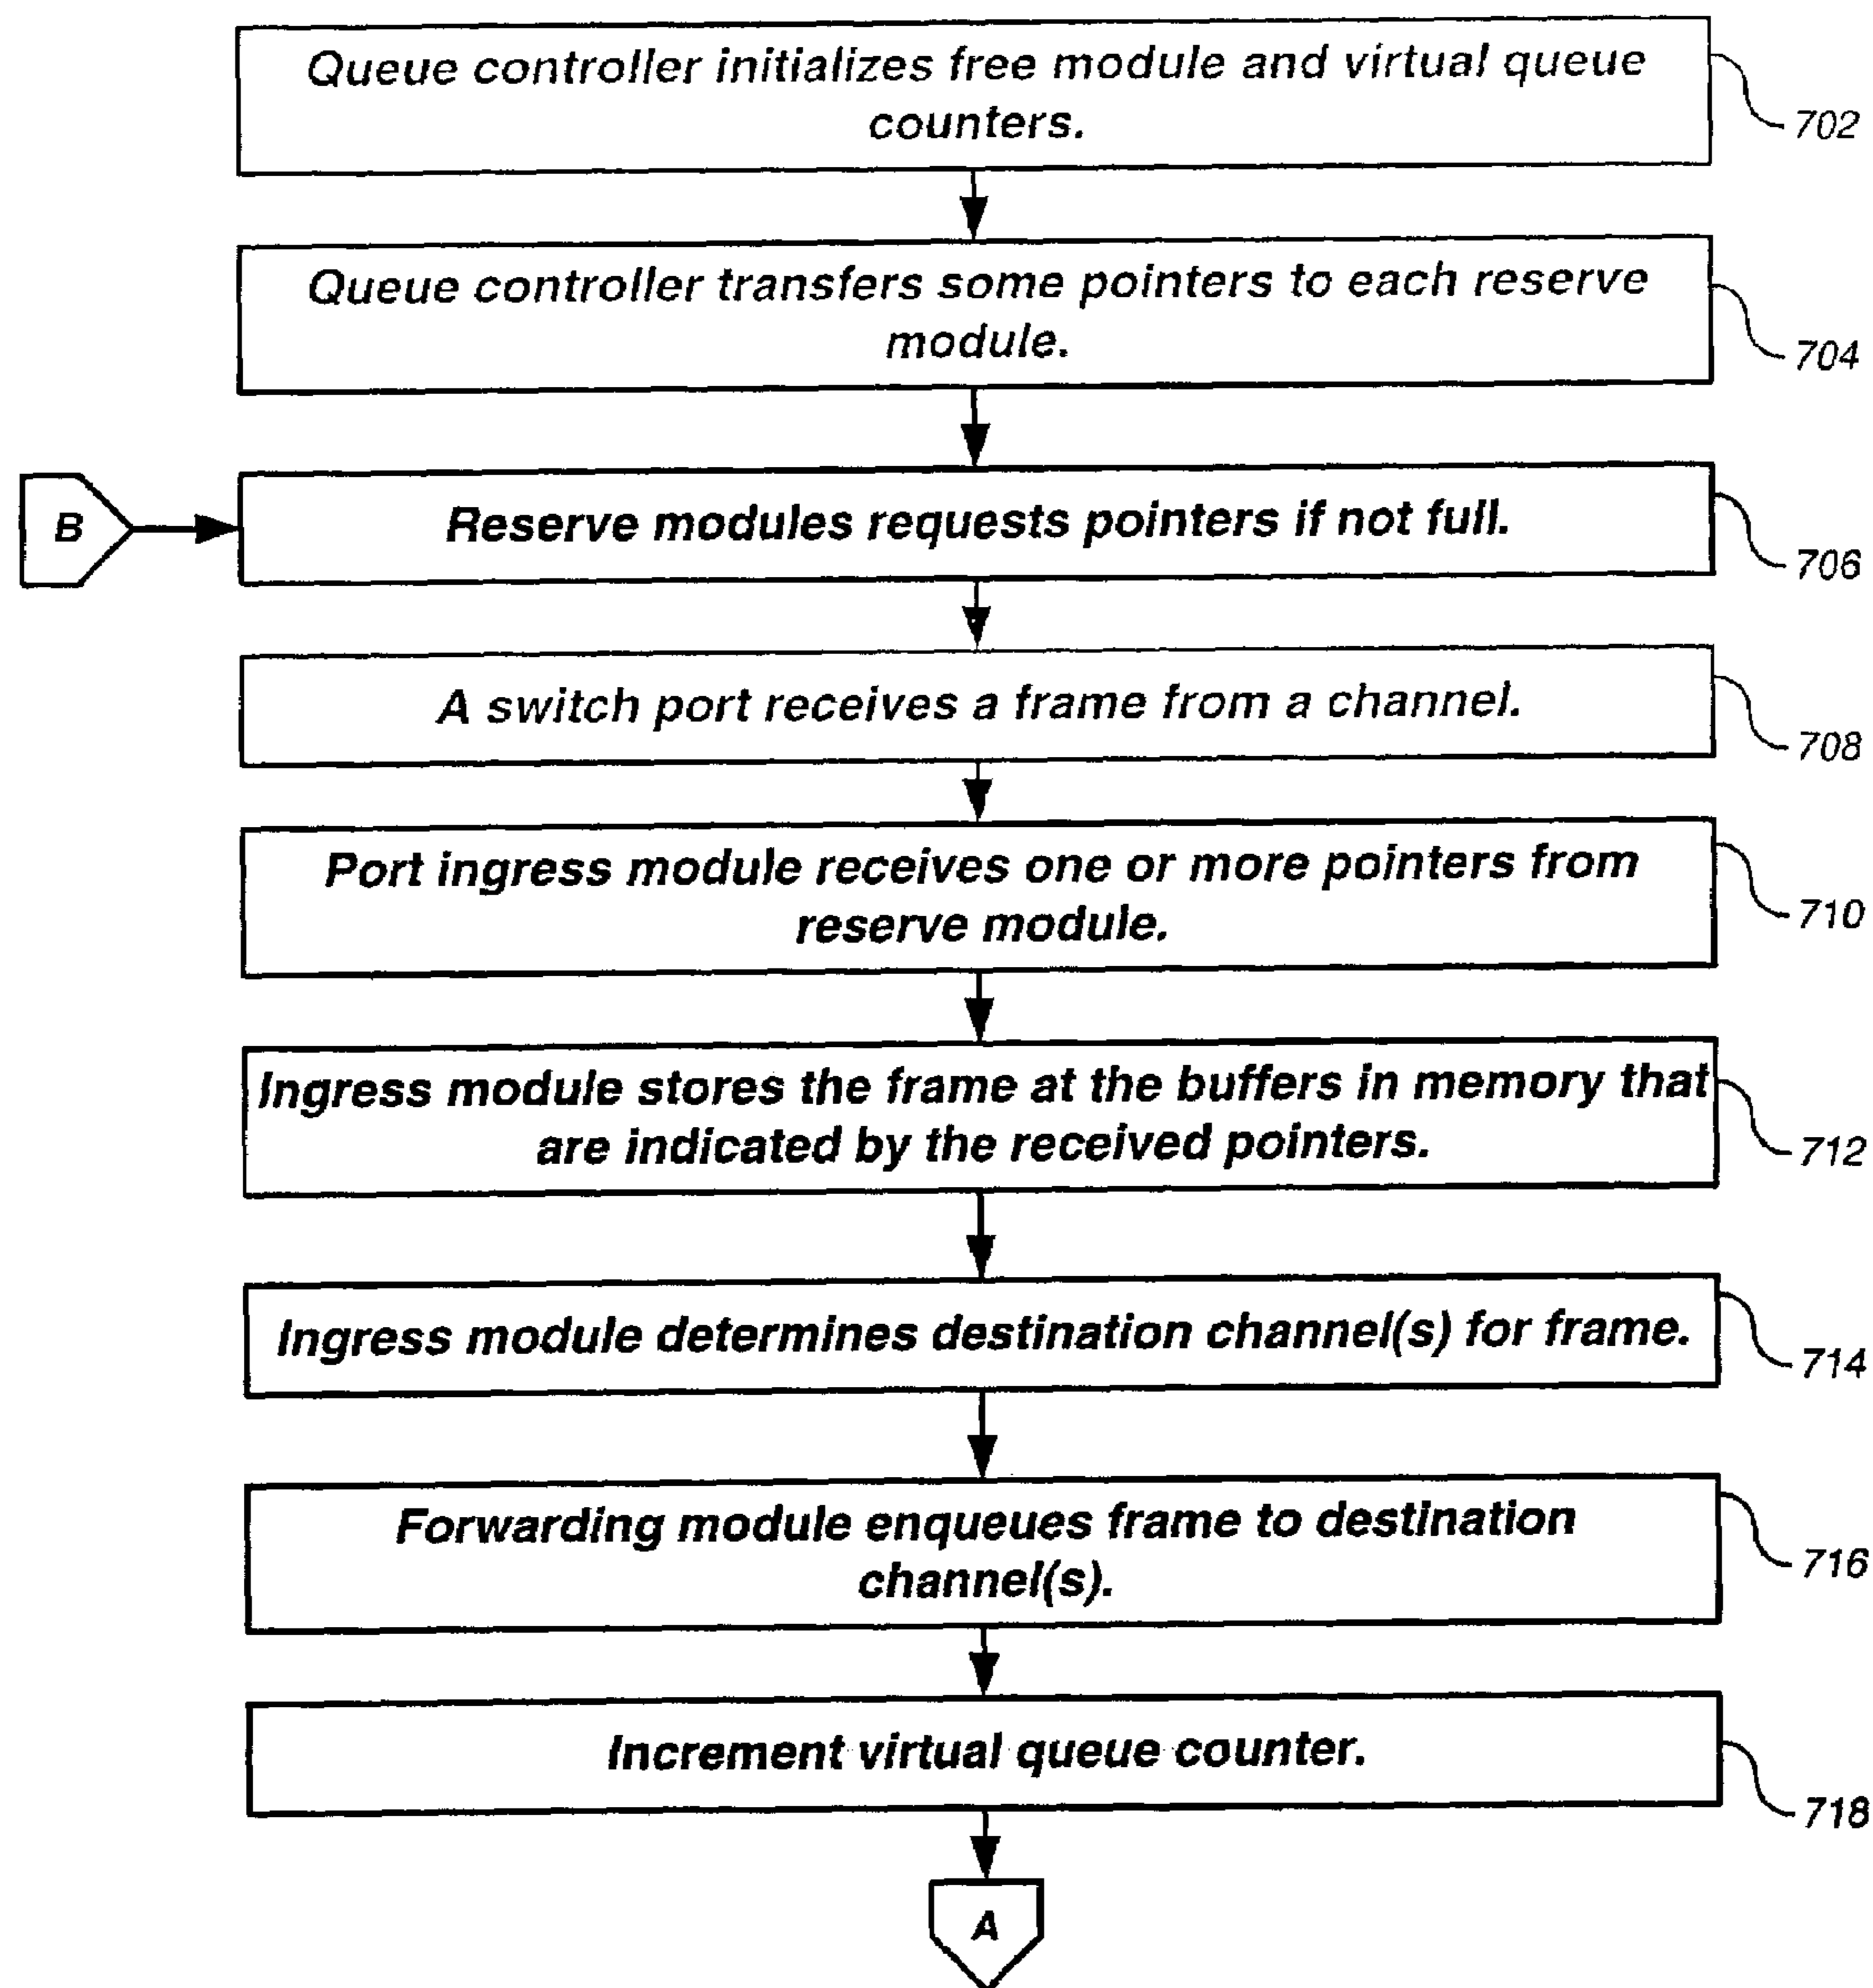 Queue controller initializes free module and virtual queue
counters.
702
Queue controller transfers some pointers to each reserve
module.
704
B
Reserve modules requests pointers if not full.
706
A switch port receives a frame from a channel.
708
Port ingress module receives one or more pointers from
reserve module.
710
Ingress module stores the frame at the buffers in memory that
are indicated by the received pointers.
712
Ingress module determines destination channel(s) for frame.
714
Forwarding module enqueues frame to destination
channel(s).
716
Increment virtual queue counter.
718
A